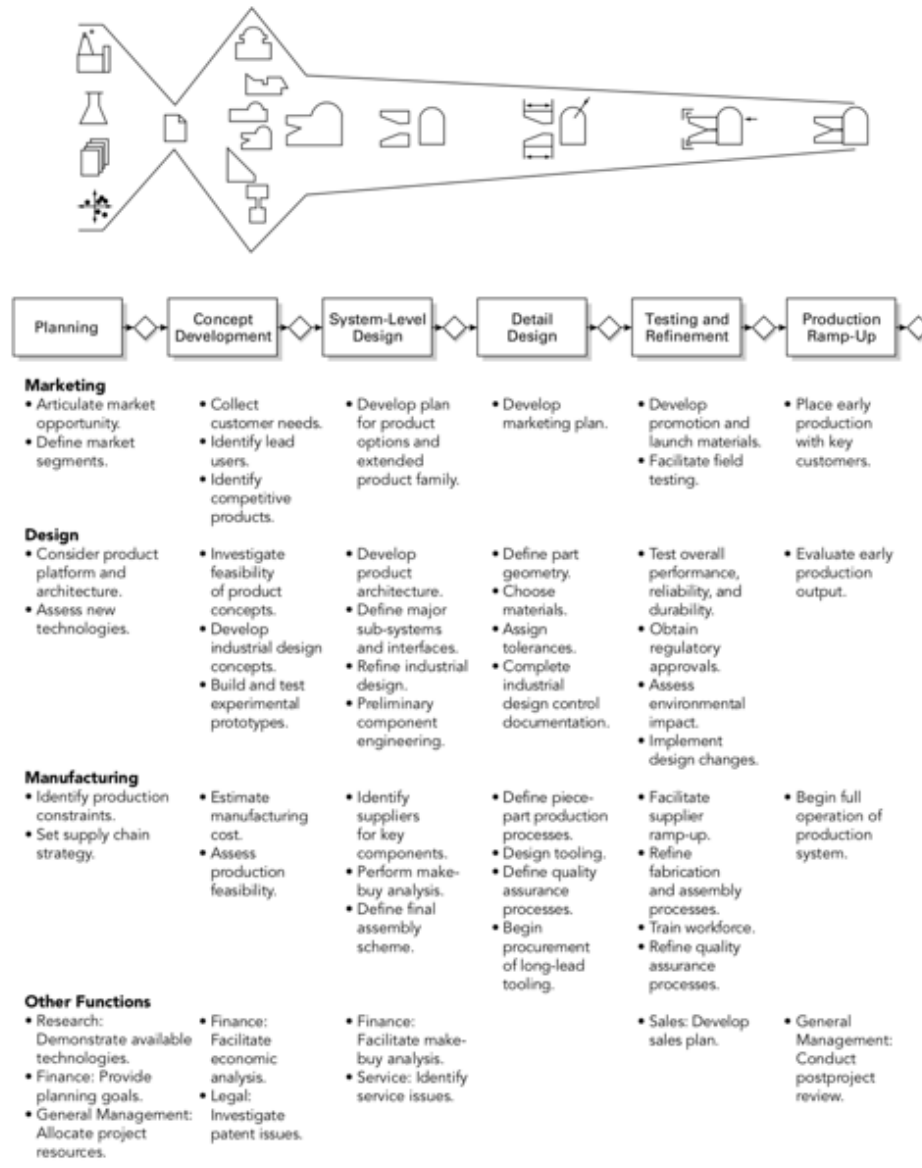 Planning
Concept
Development
System-Level
Design
Detail
Design
Testing and
Refinement
Production
Ramp-Up
Marketing
• Articulate market
opportunity.
• Define market
segments.
• Collect
customer needs.
• Identify lead
users.
• Identify
competitive
products.
• Develop plan
for product
options and
extended
product family.
• Develop
marketing plan.
• Develop
promotion and
launch materials.
• Facilitate field
testing.
• Place early
production
with key
customers.
Design
• Consider product
platform and
architecture.
• Assess new
technologies.
• Investigate
feasibility
of product
concepts.
• Develop
industrial design
concepts.
• Build and test
experimental
prototypes.
• Develop
product
architecture.
• Define major
sub-systems
and interfaces.
• Refine industrial
design.
• Preliminary
component
engineering.
• Define part
geometry.
• Choose
materials.
• Assign
tolerances.
• Complete
industrial
design control
documentation.
• Test overall
performance,
reliability, and
durability.
• Obtain
regulatory
approvals.
• Assess
environmental
impact.
• Implement
design changes.
• Evaluate early
production
output.
Manufacturing
• Identify production
constraints.
• Set supply chain
strategy.
• Estimate
manufacturing
cost.
• Assess
production
feasibility.
• Identify
suppliers
for key
components.
• Perform make-
buy analysis.
• Define final
assembly
scheme.
• Define piece-
part production
processes.
• Design tooling.
• Define quality
assurance
processes.
• Begin
procurement
of long-lead
tooling.
• Facilitate
supplier
ramp-up.
• Refine
fabrication
and assembly
processes.
• Train workforce.
• Refine quality
assurance
processes.
• Begin full
operation of
production
system.
Other Functions
• Research:
Demonstrate available
technologies.
• Finance: Provide
planning goals.
• General Management:
Allocate project
resources.
• Finance:
Facilitate
economic
analysis.
• Legal:
Investigate
patent issues.
• Finance:
Facilitate make-
buy analysis.
• Service: Identify
service issues.
• Sales: Develop
sales plan.
• General
Management:
Conduct
postproject
review.